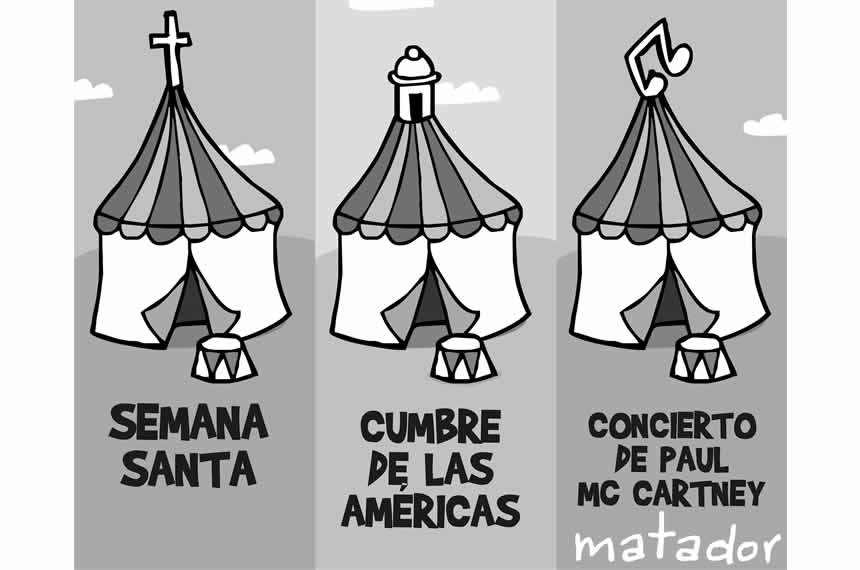 SEMANA
SANTA
CUMBRE
DE LAS
AMÉRICAS
CONCIERTO
DE PAUL
MC CARTNEY
matador